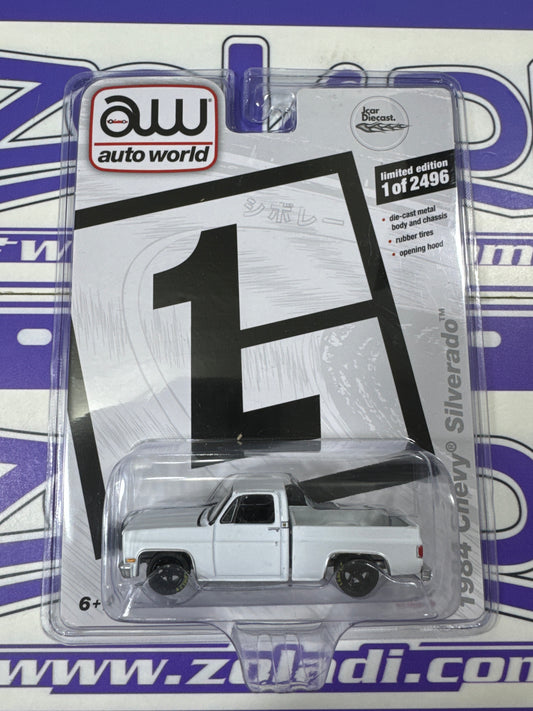 aw
auto world
Jcar
Diecast.
limited edition
1 of 2496
• die-cast metal
body and chassis
• rubber tires
• opening hood
シボレー
1
1984 Chevy® Silverado™
6+
www.zoladi.com